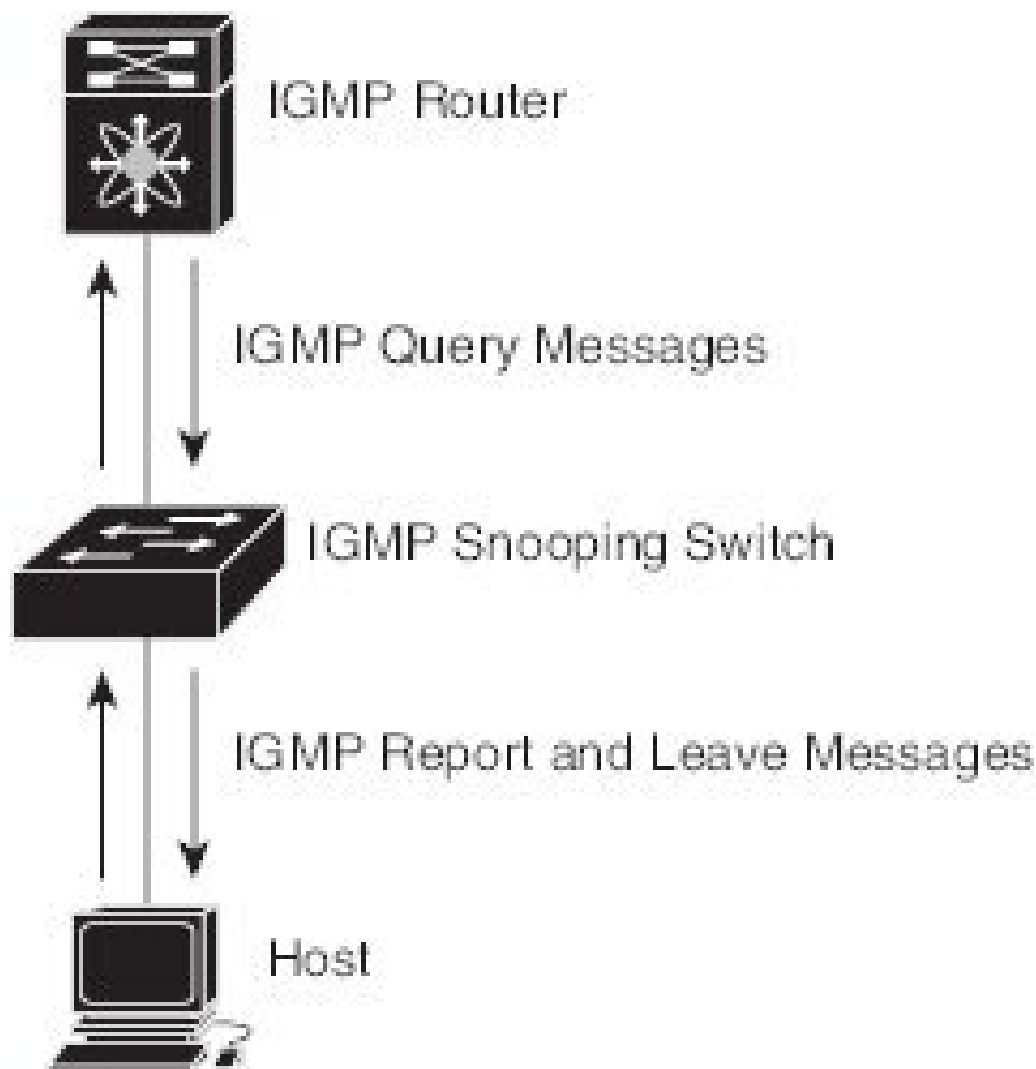 IGMP Router
IGMP Query Messages
IGMP Snooping Switch
IGMP Report and Leave Messages
Host